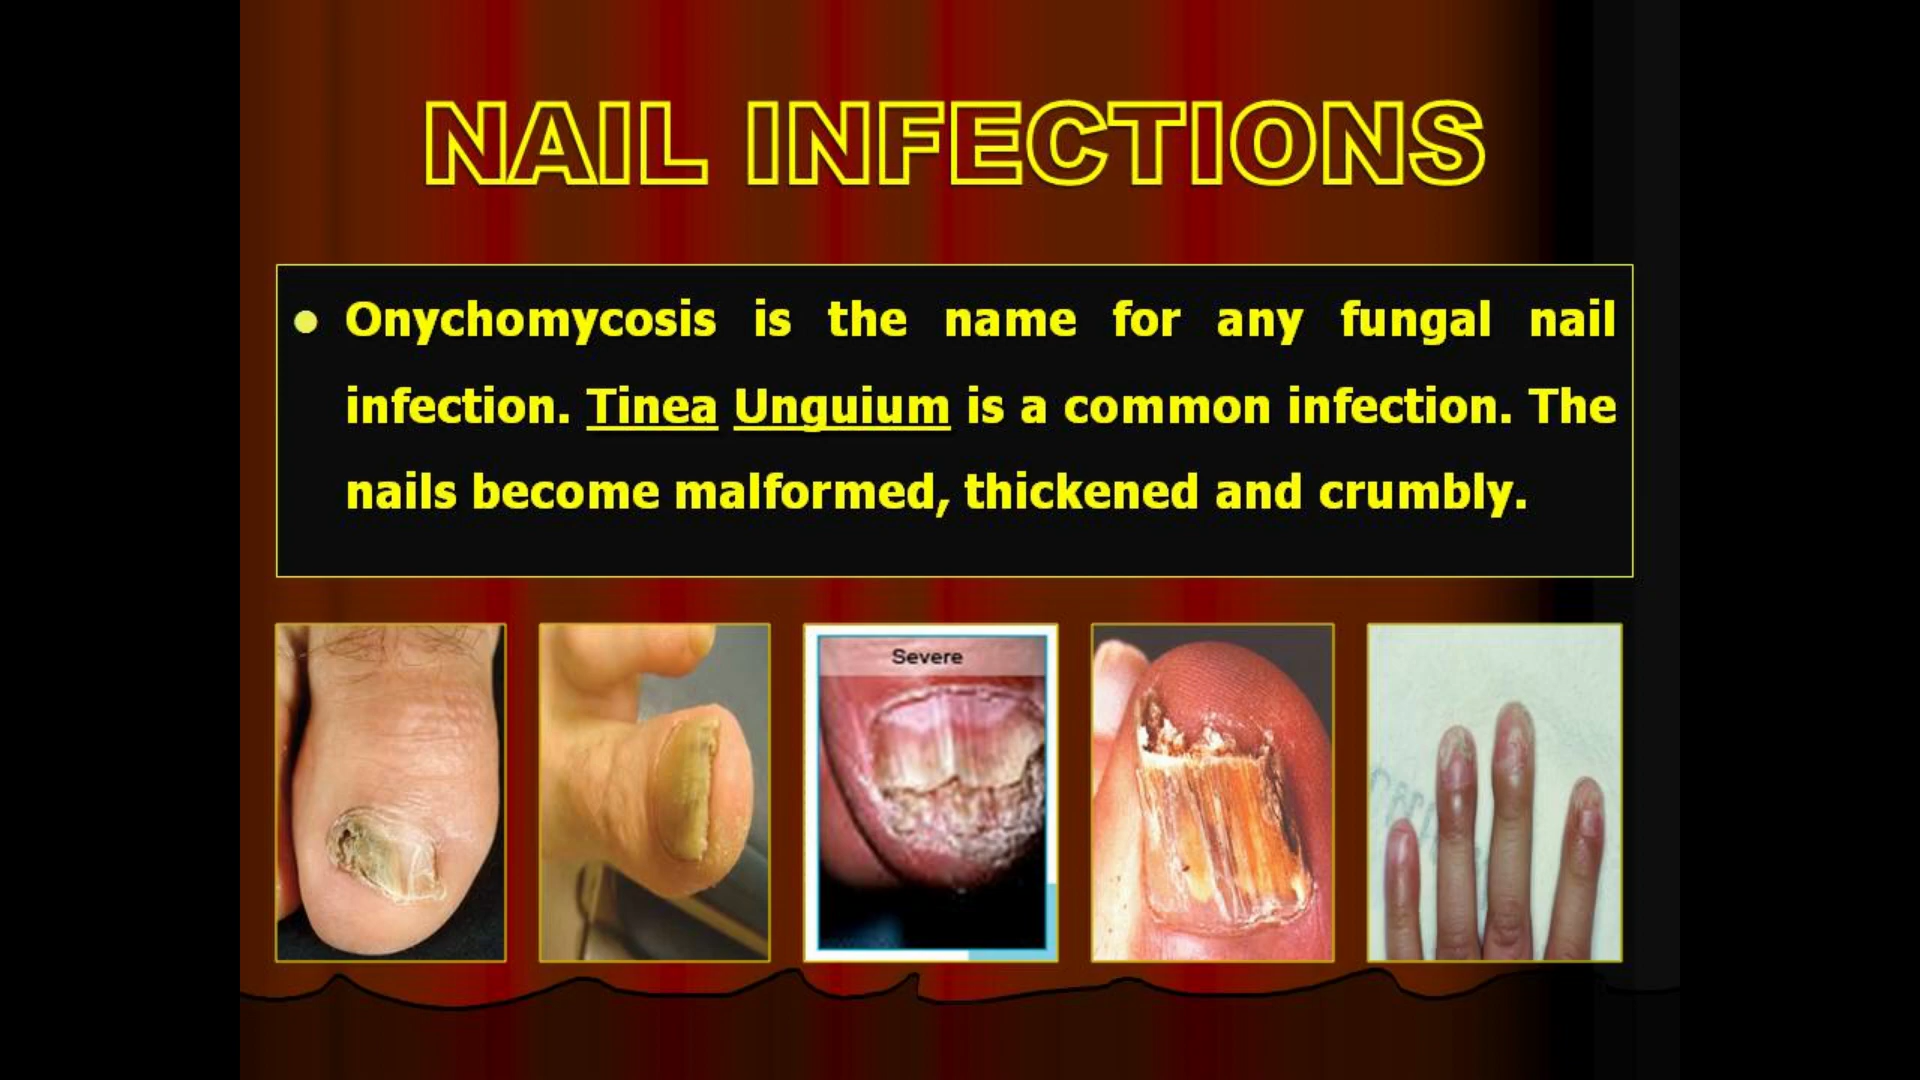 NAIL INFECTIONS
• Onychomycosis is the name for any fungal nail
infection. Tinea Unguium is a common infection. The
nails become malformed, thickened and crumbly.
Severe